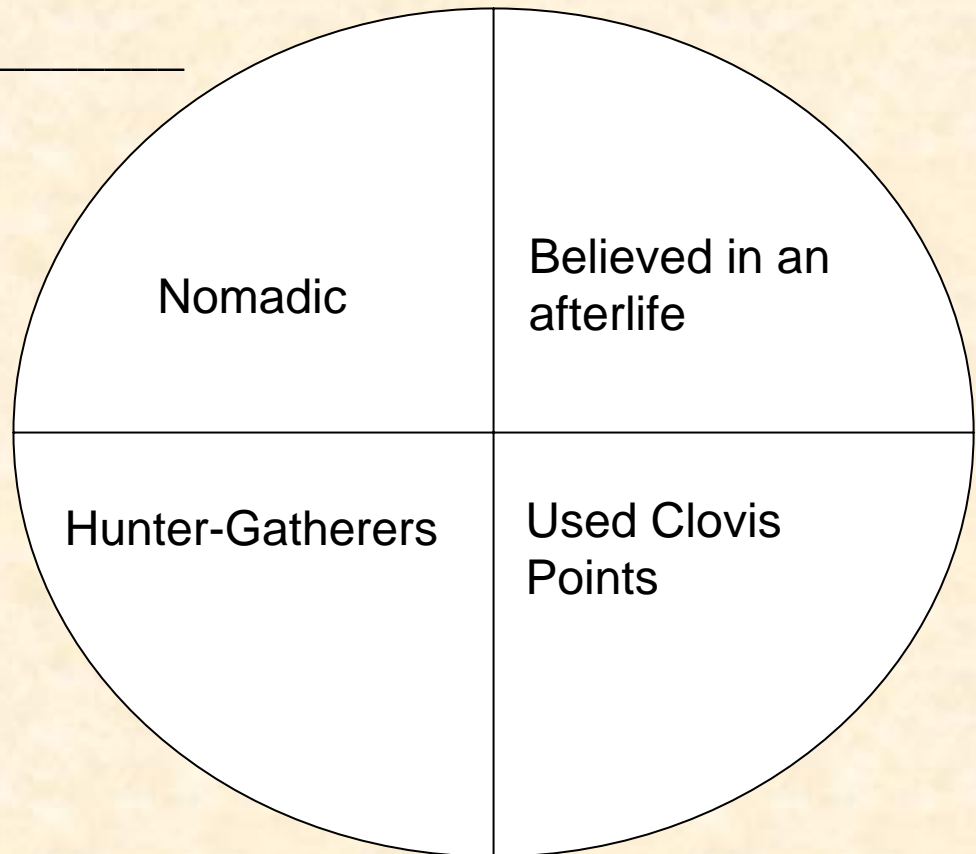 Nomadic
Believed in an
afterlife
Hunter-Gatherers
Used Clovis
Points